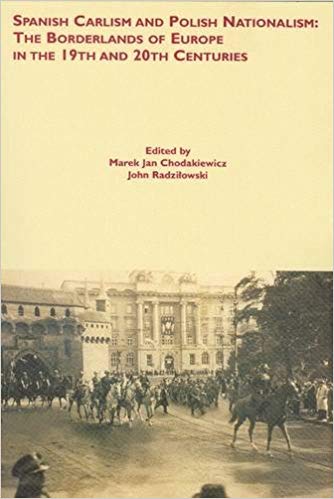 SPANISH CARLISM AND POLISH NATIONALISM:
THE BORDERLANDS OF EUROPE
IN THE 19TH AND 20TH CENTURIES
Edited by
Marek Jan Chodakiewicz
John Radziłowski